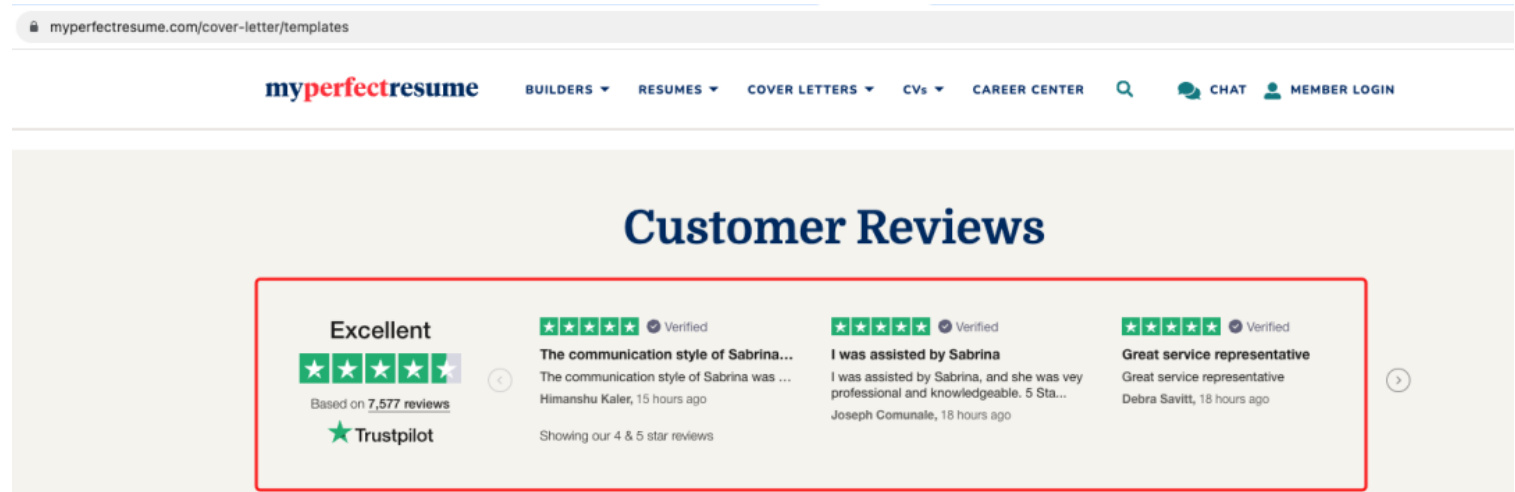 myperfectresume.com/cover-letter/templates
myperfectresume BUILDERS RESUMES COVER LETTERS CVs CAREER CENTER CHAT MEMBER LOGIN
Customer Reviews
Excellent
Based on 7,577 reviews
Trustpilot
Verified
The communication style of Sabrina...
The communication style of Sabrina was ...
Himanshu Kaler, 15 hours ago
Showing our 4 & 5 star reviews
Verified
I was assisted by Sabrina
I was assisted by Sabrina, and she was vey
professional and knowledgeable. 5 Sta...
Joseph Comunale, 18 hours ago
Verified
Great service representative
Great service representative
Debra Savitt, 18 hours ago